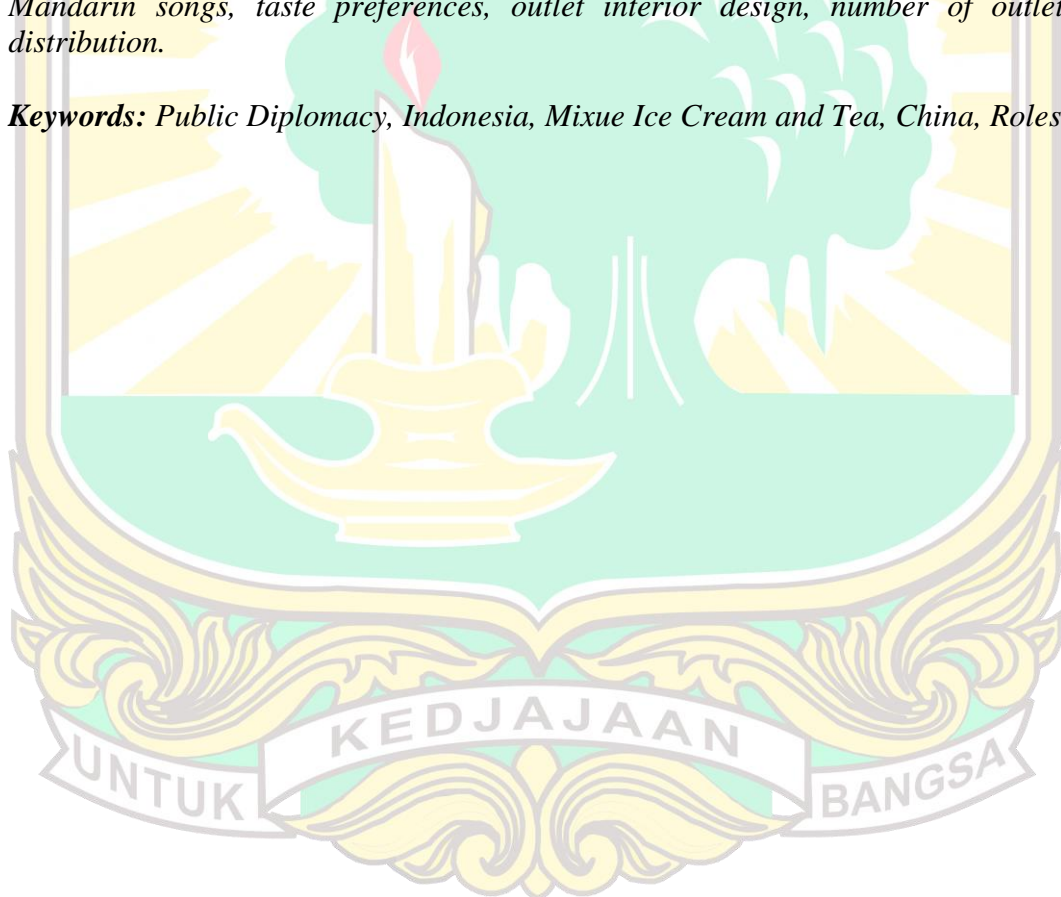 Mandarin songs, taste preferences, outlet interior design, number of outlet
distribution.
Keywords: Public Diplomacy, Indonesia, Mixue Ice Cream and Tea, China, Roles
UNTUK KEDJAJAAN BANGSA